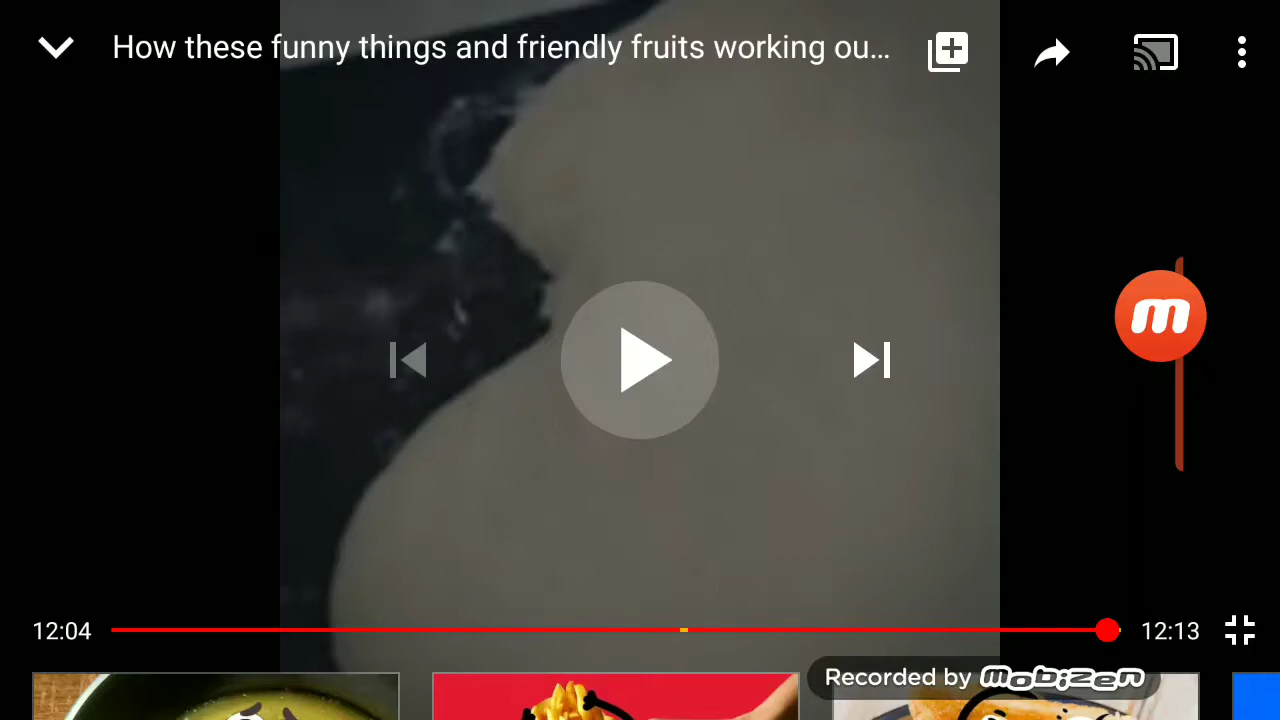 How these funny things and friendly fruits working ou...
12:04
12:13
Recorded by mobizen